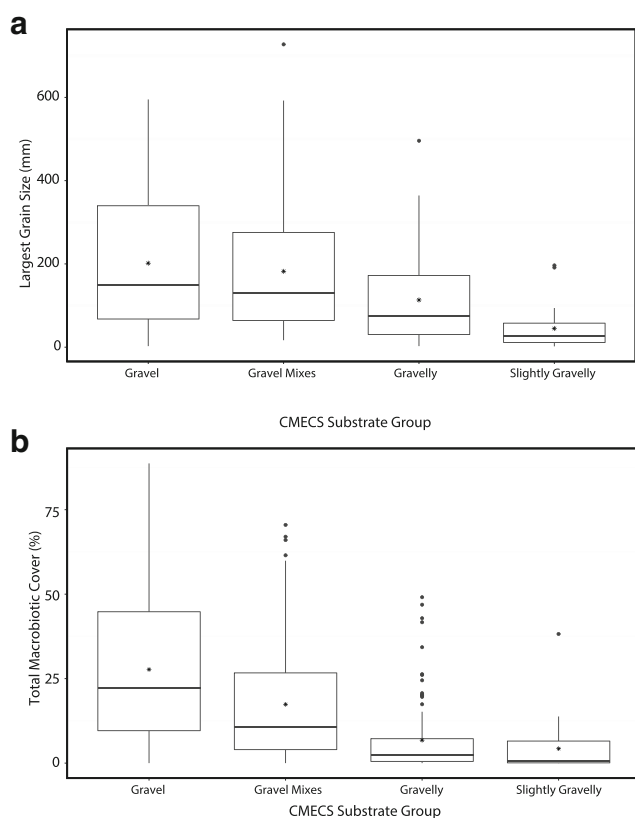 a
Largest Grain Size (mm)
600
400
200
0
Gravel Gravel Mixes Gravelly Slightly Gravelly
CMECS Substrate Group
b
Total Macrobiotic Cover (%)
75
50
25
0
Gravel Gravel Mixes Gravelly Slightly Gravelly
CMECS Substrate Group